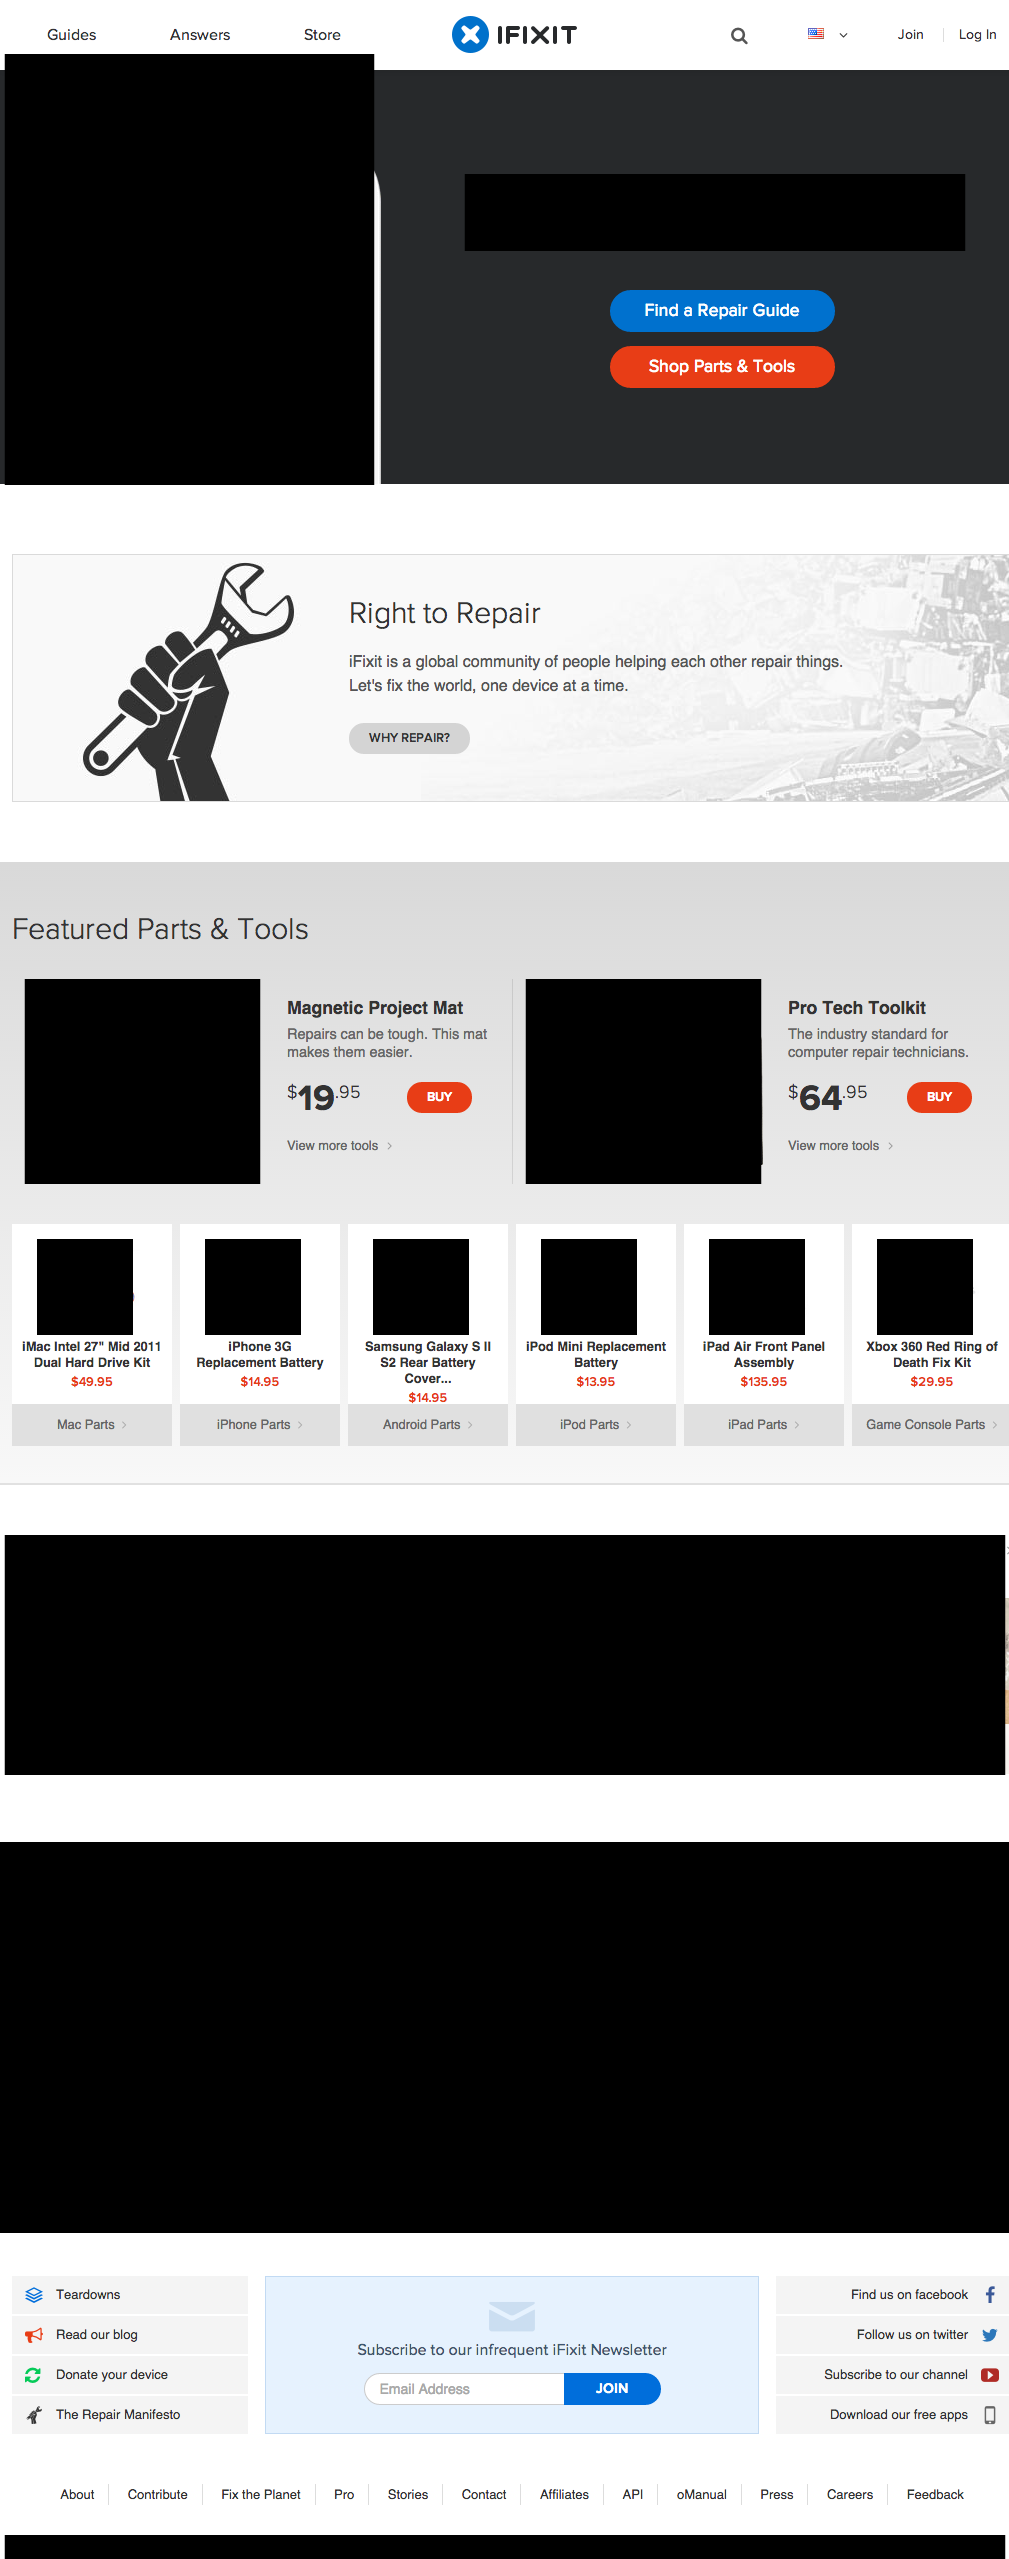 Guides
Answers
Store
IFIXIT
Join
Log In
Find a Repair Guide
Shop Parts & Tools
Right to Repair
iFixit is a global community of people helping each other repair things.
Let's fix the world, one device at a time.
WHY REPAIR?
Featured Parts & Tools
Magnetic Project Mat
Repairs can be tough. This mat
makes them easier.
$19.95
BUY
View more tools
Pro Tech Toolkit
The industry standard for
computer repair technicians.
$64.95
BUY
View more tools
iMac Intel 27" Mid 2011
Dual Hard Drive Kit
$49.95
Mac Parts
iPhone 3G
Replacement Battery
$14.95
iPhone Parts
Samsung Galaxy S II
S2 Rear Battery
Cover...
$14.95
Android Parts
iPod Mini Replacement
Battery
$13.95
iPod Parts
iPad Air Front Panel
Assembly
$135.95
iPad Parts
Xbox 360 Red Ring of
Death Fix Kit
$29.95
Game Console Parts
Teardowns
Read our blog
Donate your device
The Repair Manifesto
Subscribe to our infrequent iFixit Newsletter
Email Address
JOIN
Find us on facebook
Follow us on twitter
Subscribe to our channel
Download our free apps
About
Contribute
Fix the Planet
Pro
Stories
Contact
Affiliates
API
oManual
Press
Careers
Feedback